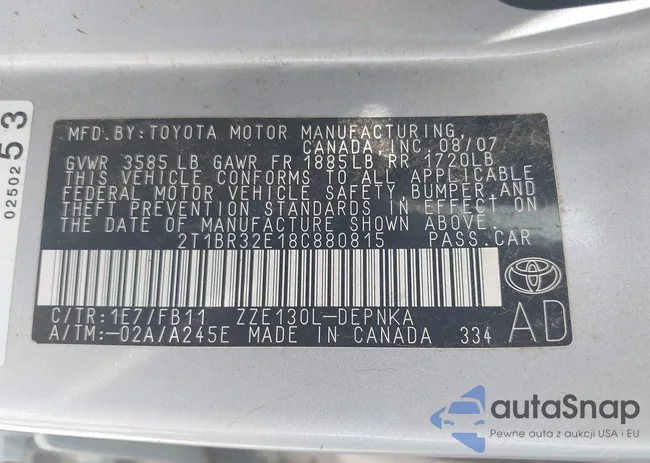 MFD. BY: TOYOTA MOTOR MANUFACTURING,
CANADA, INC. 08/07
GVWR 3585 LB GAWR FR 1885LB RR 1720LB
THIS VEHICLE CONFORMS TO ALL APPLICABLE
FEDERAL MOTOR VEHICLE SAFETY, BUMPER, AND
THEFT PREVENTION STANDARDS IN EFFECT ON
THE DATE OF MANUFACTURE SHOWN ABOVE.
2T1BR32E18C880815 PASS. CAR
C/TR: 1E7/FB11 ZZE130L-DEPNKA
A/TM: -02A/A245E MADE IN CANADA 334
AD
0250253
autaSnap
Pewne auta z aukcji USA i EU